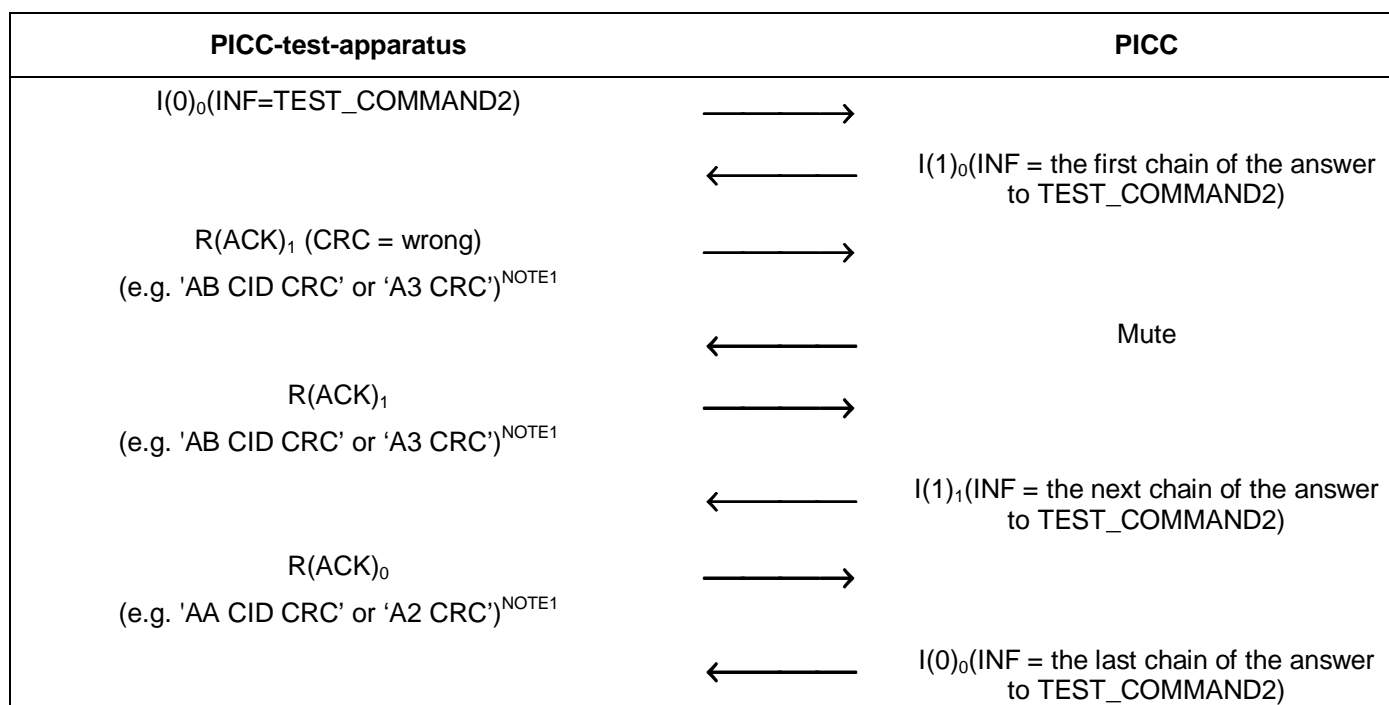 PICC-test-apparatus PICC
I(0)₀(INF=TEST_COMMAND2)
I(1)₀(INF = the first chain of the answer
to TEST_COMMAND2)
R(ACK)₁ (CRC = wrong)
(e.g. 'AB CID CRC' or ‘A3 CRC’)NOTE1
Mute
R(ACK)₁
(e.g. 'AB CID CRC' or ‘A3 CRC’)NOTE1
I(1)₁(INF = the next chain of the answer
to TEST_COMMAND2)
R(ACK)₀
(e.g. 'AA CID CRC' or ‘A2 CRC’)NOTE1
I(0)₀(INF = the last chain of the answer
to TEST_COMMAND2)